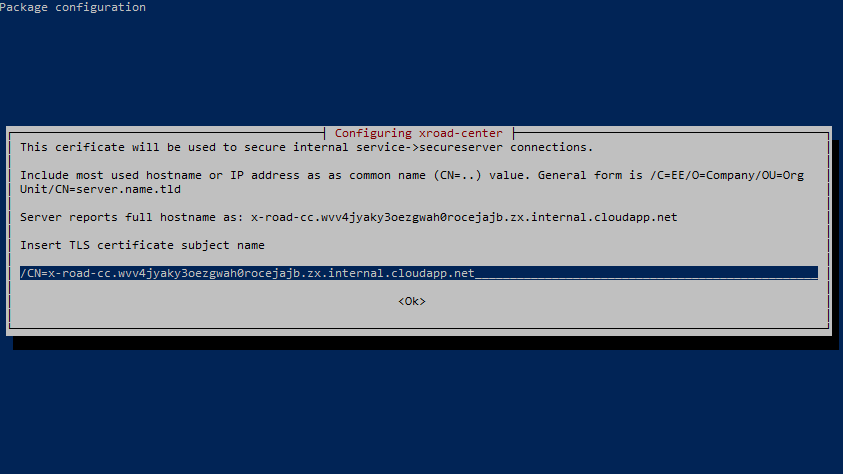 Package configuration
Configuring xroad-center
This cerificate will be used to secure internal service->secureserver connections.
Include most used hostname or IP address as as common name (CN=..) value. General form is /C=EE/O=Company/OU=Org
Unit/CN=server.name.tld
Server reports full hostname as: x-road-cc.wvv4jyaky3oezgwah0rocejajb.zx.internal.cloudapp.net
Insert TLS certificate subject name
/CN=x-road-cc.wvv4jyaky3oezgwah0rocejajb.zx.internal.cloudapp.net
<Ok>